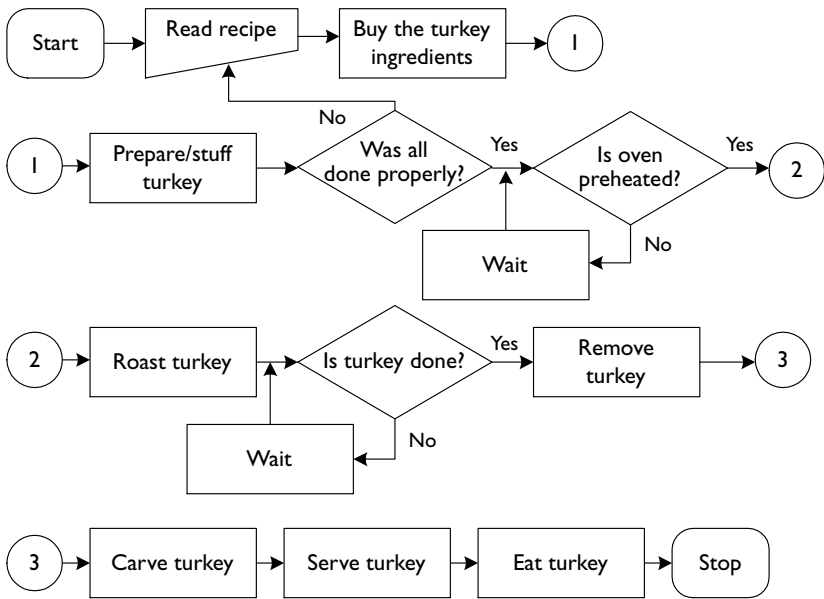 Start
Read recipe
Buy the turkey
ingredients
1
No
1
Prepare/stuff
turkey
Was all
done properly?
Yes
Is oven
preheated?
Yes
2
Wait
No
2
Roast turkey
Is turkey done?
Yes
Remove
turkey
3
Wait
No
3
Carve turkey
Serve turkey
Eat turkey
Stop